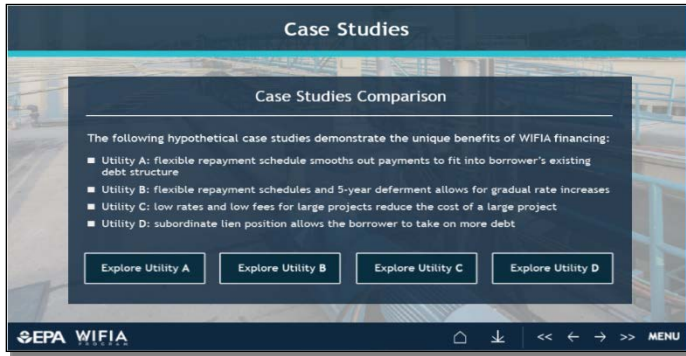 Case Studies
Case Studies Comparison
The following hypothetical case studies demonstrate the unique benefits of WIFIA financing:
■ Utility A: flexible repayment schedule smooths out payments to fit into borrower's existing
debt structure
■ Utility B: flexible repayment schedules and 5-year deferment allows for gradual rate increases
■ Utility C: low rates and low fees for large projects reduce the cost of a large project
■ Utility D: subordinate lien position allows the borrower to take on more debt
Explore Utility A Explore Utility B Explore Utility C Explore Utility D
EPA WIFIA << ← → >> MENU
PROGRAM